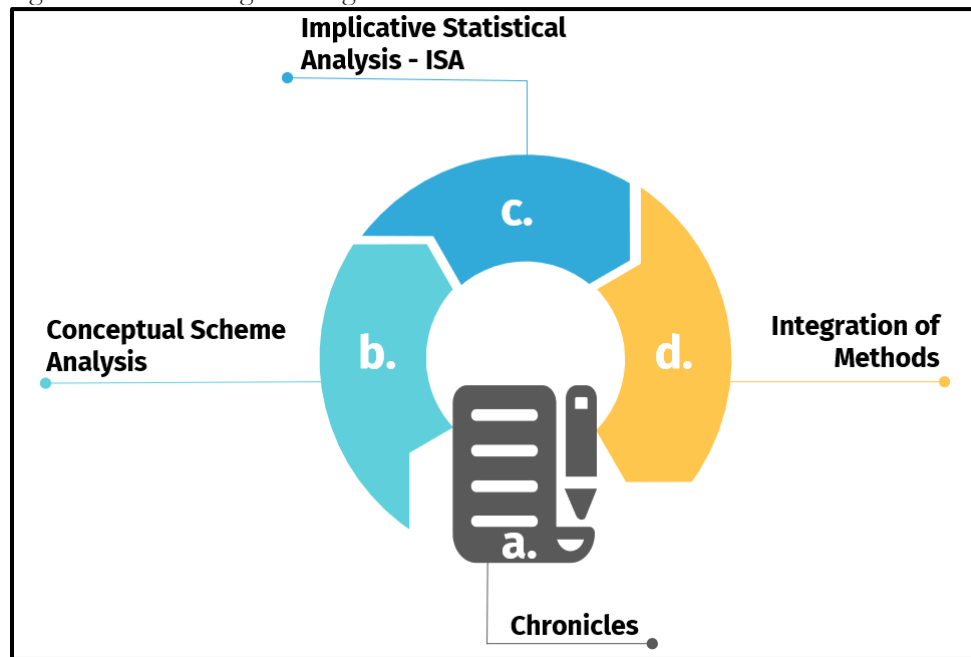 Implicative Statistical
Analysis - ISA
c.
Conceptual Scheme
Analysis
b.
d.
Integration of
Methods
a.
Chronicles